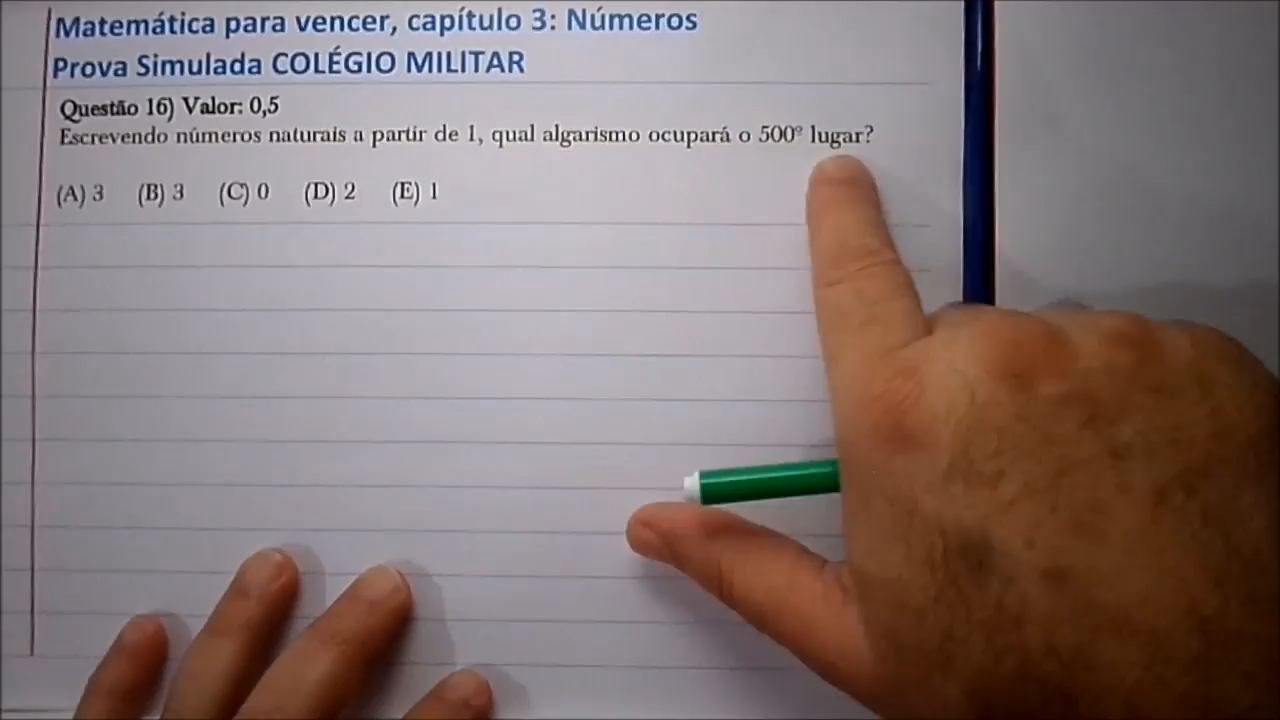 Matemática para vencer, capítulo 3: Números
Prova Simulada COLÉGIO MILITAR
Questão 16) Valor: 0,5
Escrevendo números naturais a partir de 1, qual algarismo ocupará o 500º lugar?
(A) 3 (B) 3 (C) 0 (D) 2 (E) 1